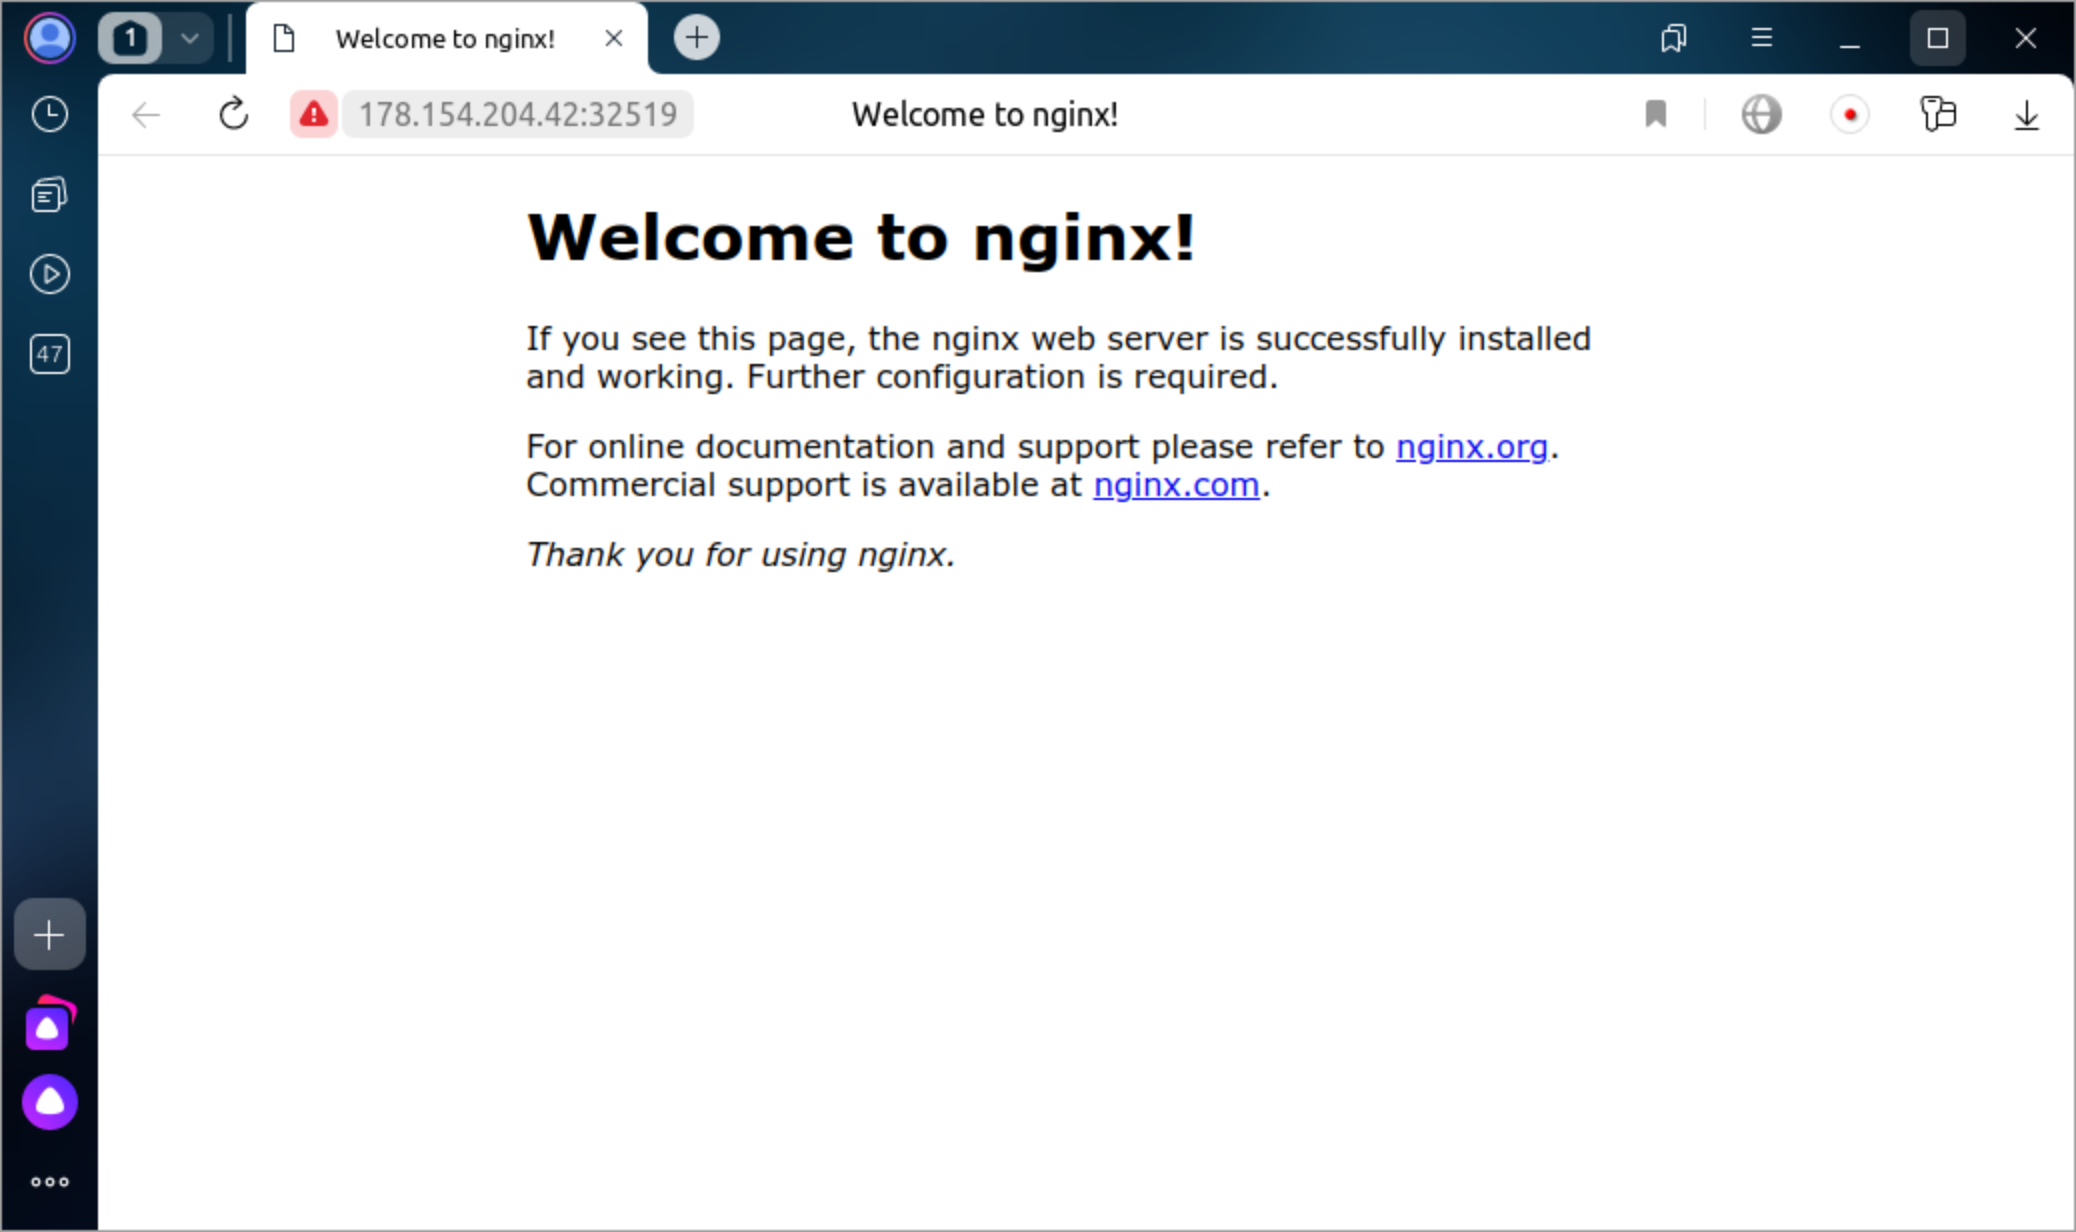 1
Welcome to nginx!
178.154.204.42:32519
Welcome to nginx!
47
Welcome to nginx!
If you see this page, the nginx web server is successfully installed
and working. Further configuration is required.
For online documentation and support please refer to nginx.org.
Commercial support is available at nginx.com.
Thank you for using nginx.